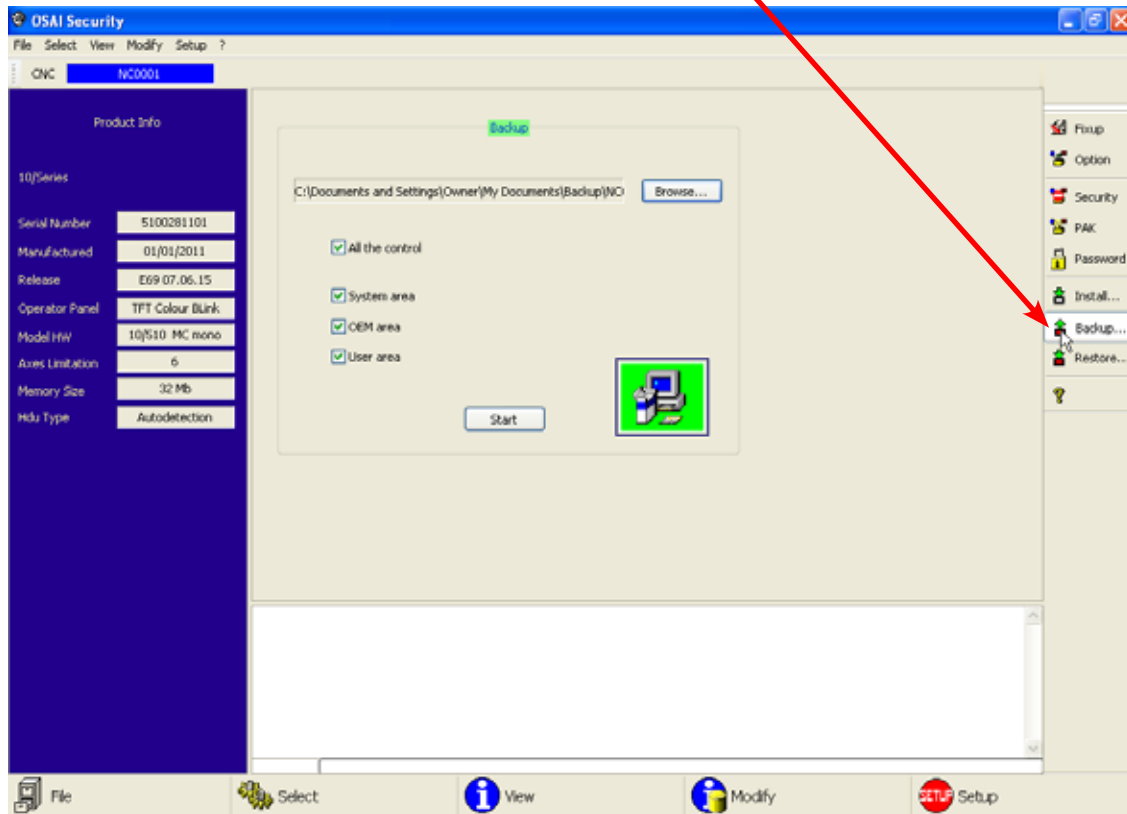 OSAI Security
File Select View Modify Setup ?
CNC NC0001
Product Info
10/Series
Serial Number 5100281101
Manufactured 01/01/2011
Release E69 07.06.15
Operator Panel TFT Colour BLink
Model HW 10/510 MC mono
Axes Limitation 6
Memory Size 32 Mb
Hdu Type Autodetection
Backup
C:\Documents and Settings\Owner\My Documents\Backup\NC Browse...
All the control
System area
OEM area
User area
Start
Fixup
Option
Security
PAK
Password
Install...
Backup...
Restore...
File Select View Modify SETUP Setup